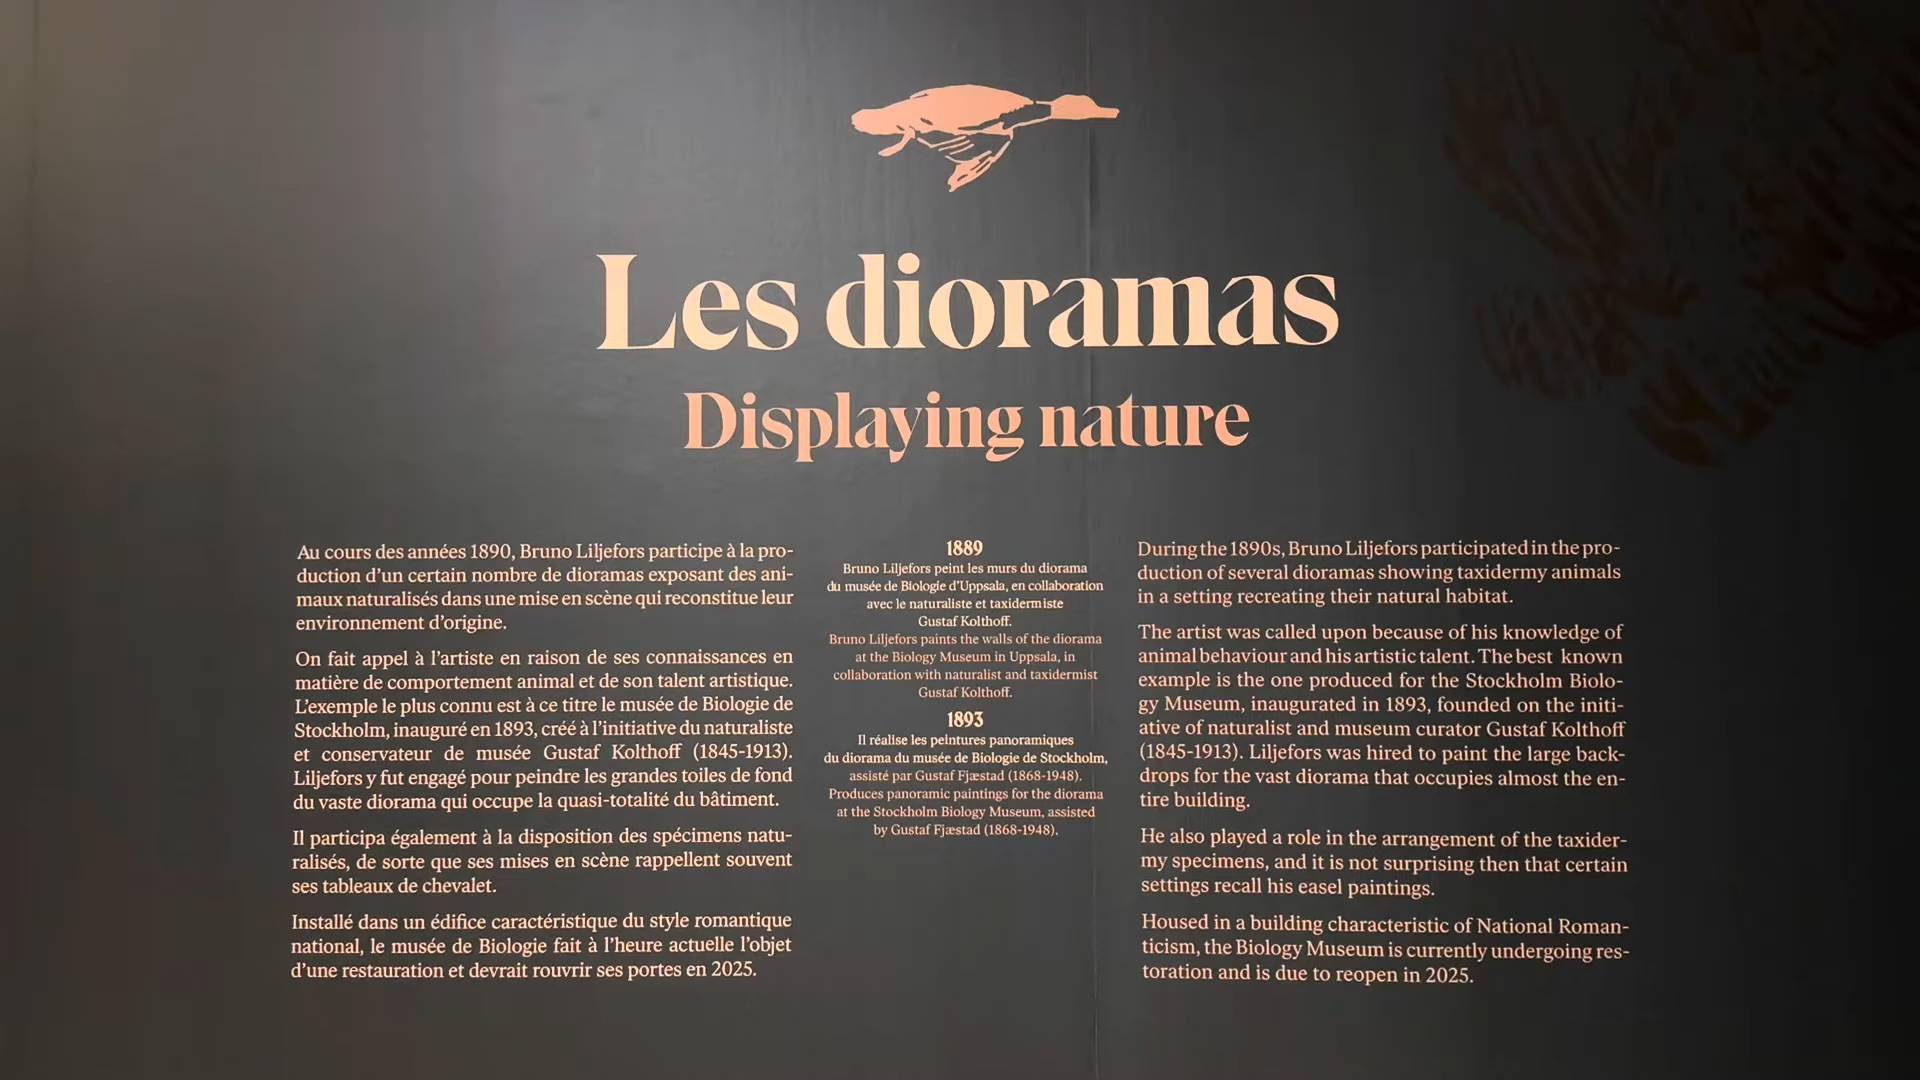 Les dioramas
Displaying nature
Au cours des années 1890, Bruno Liljefors participe à la pro-
duction d'un certain nombre de dioramas exposant des ani-
maux naturalisés dans une mise en scène qui reconstitue leur
environnement d'origine.
On fait appel à l'artiste en raison de ses connaissances en
matière de comportement animal et de son talent artistique.
L'exemple le plus connu est à ce titre le musée de Biologie de
Stockholm, inauguré en 1893, créé à l'initiative du naturaliste
et conservateur de musée Gustaf Kolthoff (1845-1913).
Liljefors y fut engagé pour peindre les grandes toiles de fond
du vaste diorama qui occupe la quasi-totalité du bâtiment.
Il participa également à la disposition des spécimens natu-
ralisés, de sorte que ses mises en scène rappellent souvent
ses tableaux de chevalet.
Installé dans un édifice caractéristique du style romantique
national, le musée de Biologie fait à l'heure actuelle l'objet
d'une restauration et devrait rouvrir ses portes en 2025.
1889
Bruno Liljefors peint les murs du diorama
du musée de Biologie d'Uppsala, en collaboration
avec le naturaliste et taxidermiste
Gustaf Kolthoff.
Bruno Liljefors paints the walls of the diorama
at the Biology Museum in Uppsala, in
collaboration with naturalist and taxidermist
Gustaf Kolthoff.
1893
Il réalise les peintures panoramiques
du diorama du musée de Biologie de Stockholm,
assisté par Gustaf Fjæstad (1868-1948).
Produces panoramic paintings for the diorama
at the Stockholm Biology Museum, assisted
by Gustaf Fjæstad (1868-1948).
During the 1890s, Bruno Liljefors participated in the pro-
duction of several dioramas showing taxidermy animals
in a setting recreating their natural habitat.
The artist was called upon because of his knowledge of
animal behaviour and his artistic talent. The best known
example is the one produced for the Stockholm Biolo-
gy Museum, inaugurated in 1893, founded on the initi-
ative of naturalist and museum curator Gustaf Kolthoff
(1845-1913). Liljefors was hired to paint the large back-
drops for the vast diorama that occupies almost the en-
tire building.
He also played a role in the arrangement of the taxider-
my specimens, and it is not surprising then that certain
settings recall his easel paintings.
Housed in a building characteristic of National Roman-
ticism, the Biology Museum is currently undergoing res-
toration and is due to reopen in 2025.